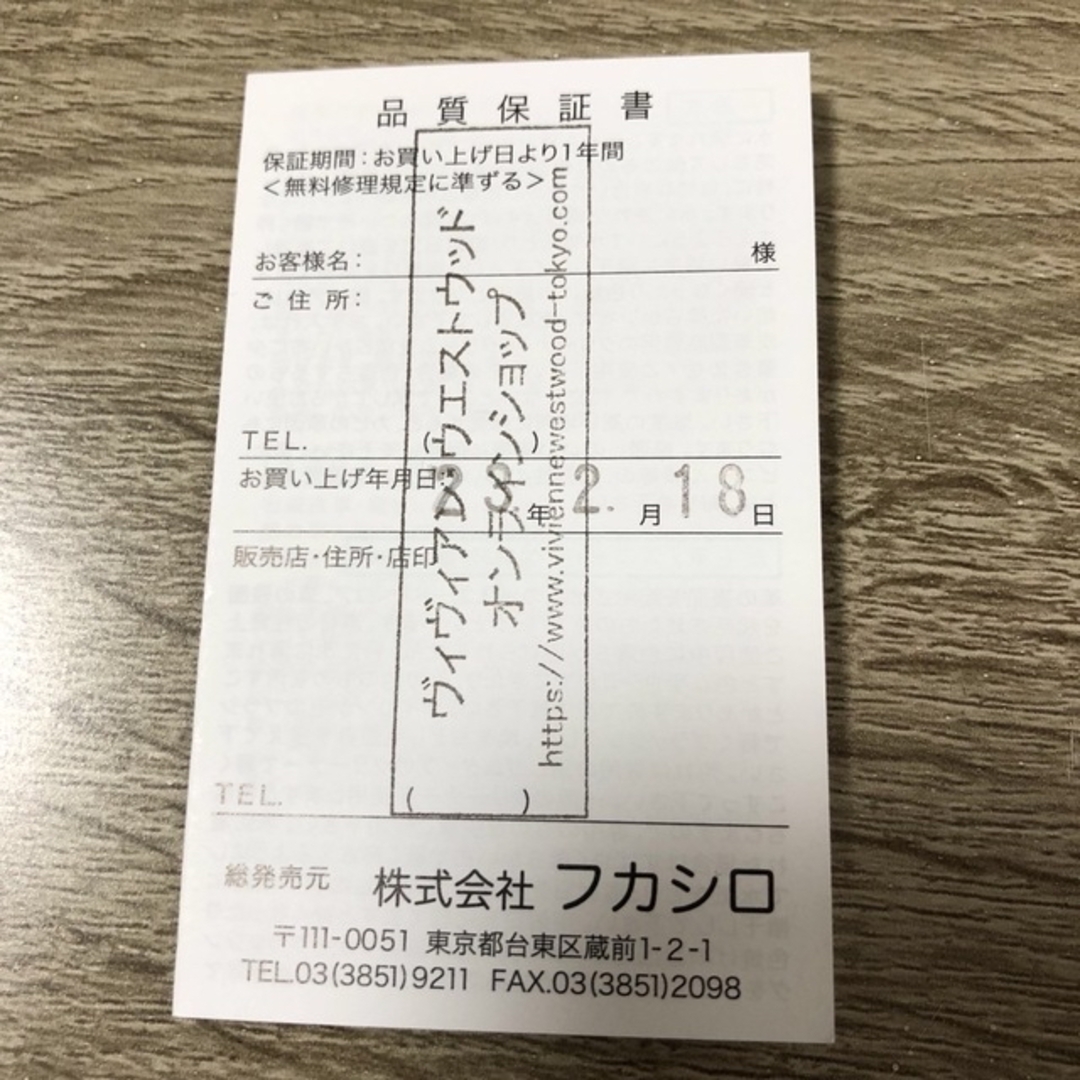 品質保証書
保証期間：お買い上げ日より1年間
＜無料修理規定に準ずる＞
お客様名： 様
ご住所：
TEL. ( )
お買い上げ年月日： 23.年 2.月 18日
販売店・住所・店印
ヴィヴィアン・ウエストウッド
オンラインショップ
https://www.viviennewestwood-tokyo.com
TEL. ( )
総発売元 株式会社 フカシロ
〒111-0051 東京都台東区蔵前1-2-1
TEL.03(3851)9211 FAX.03(3851)2098